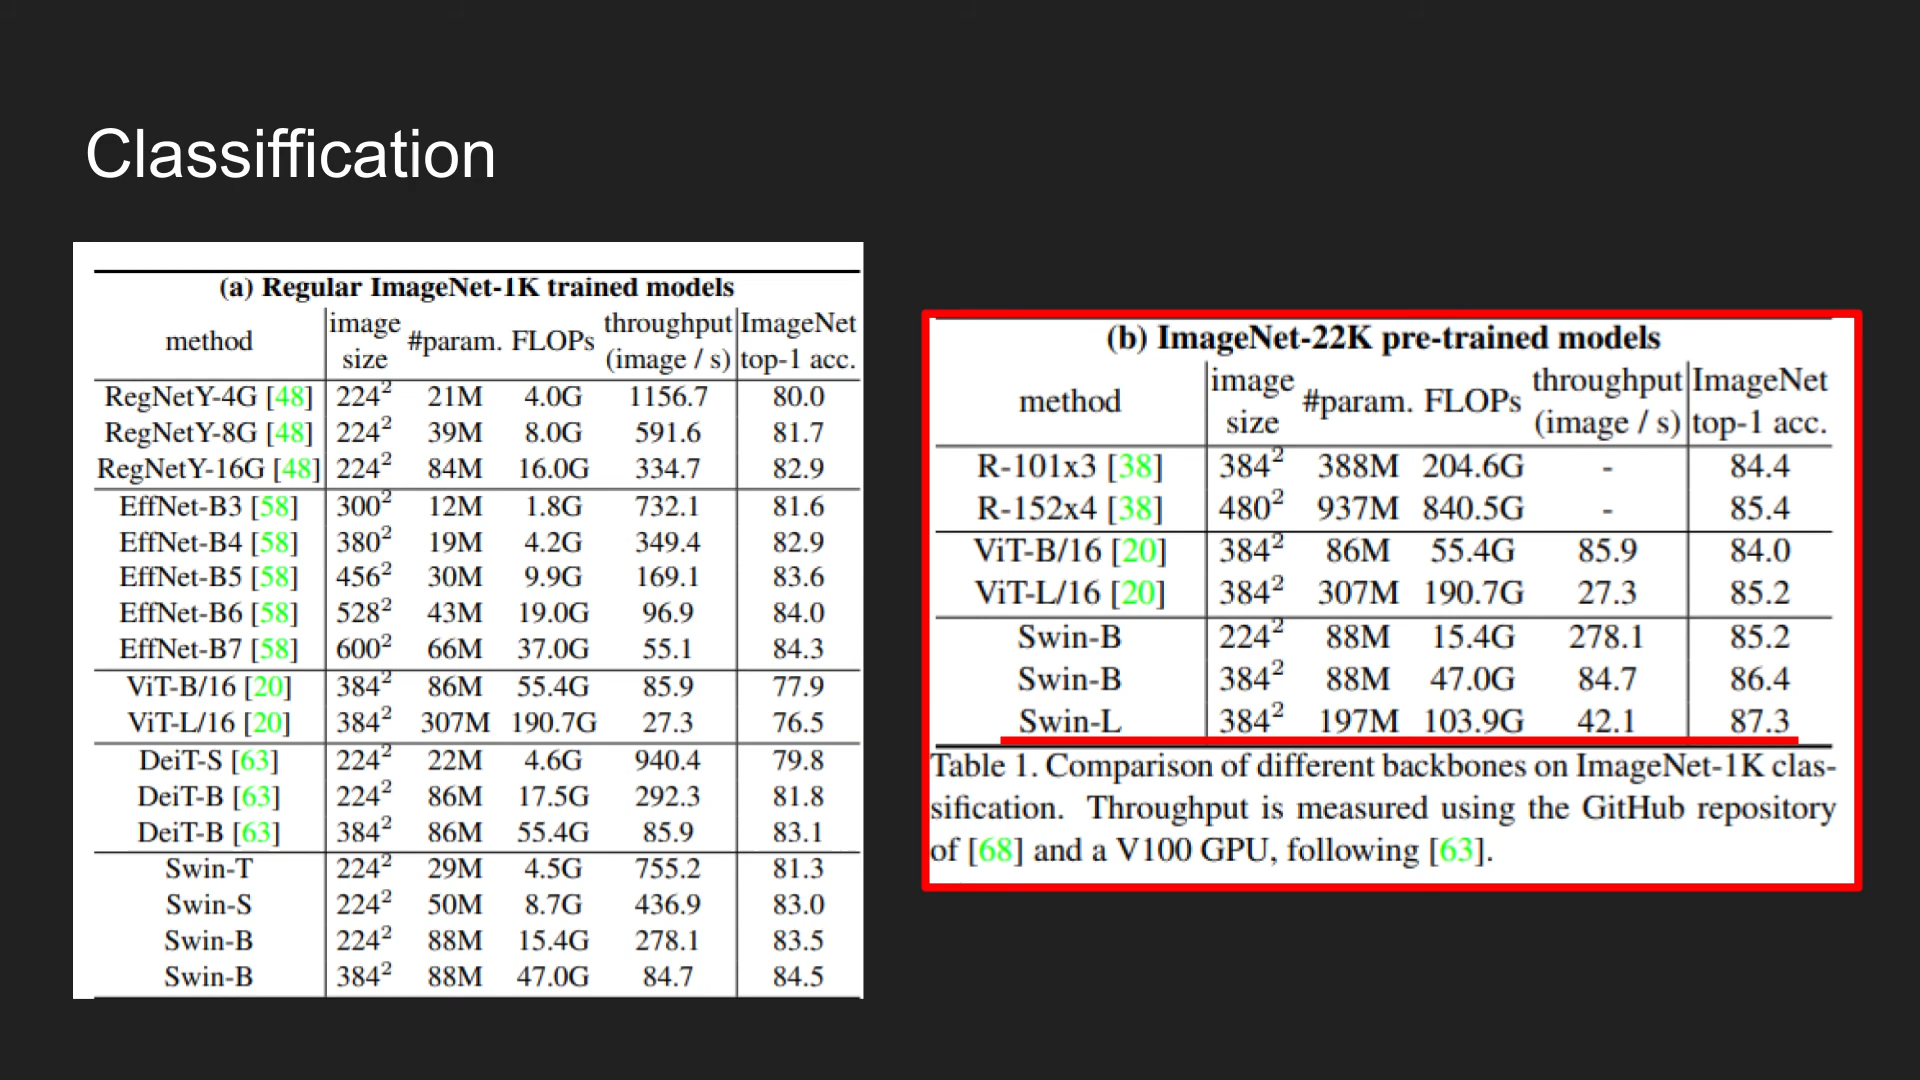 Classiffication
(a) Regular ImageNet-1K trained models
method image size #param. FLOPs throughput (image / s) ImageNet top-1 acc.
RegNetY-4G [48] 224² 21M 4.0G 1156.7 80.0
RegNetY-8G [48] 224² 39M 8.0G 591.6 81.7
RegNetY-16G [48] 224² 84M 16.0G 334.7 82.9
EffNet-B3 [58] 300² 12M 1.8G 732.1 81.6
EffNet-B4 [58] 380² 19M 4.2G 349.4 82.9
EffNet-B5 [58] 456² 30M 9.9G 169.1 83.6
EffNet-B6 [58] 528² 43M 19.0G 96.9 84.0
EffNet-B7 [58] 600² 66M 37.0G 55.1 84.3
ViT-B/16 [20] 384² 86M 55.4G 85.9 77.9
ViT-L/16 [20] 384² 307M 190.7G 27.3 76.5
DeiT-S [63] 224² 22M 4.6G 940.4 79.8
DeiT-B [63] 224² 86M 17.5G 292.3 81.8
DeiT-B [63] 384² 86M 55.4G 85.9 83.1
Swin-T 224² 29M 4.5G 755.2 81.3
Swin-S 224² 50M 8.7G 436.9 83.0
Swin-B 224² 88M 15.4G 278.1 83.5
Swin-B 384² 88M 47.0G 84.7 84.5
(b) ImageNet-22K pre-trained models
method image size #param. FLOPs throughput (image / s) ImageNet top-1 acc.
R-101x3 [38] 384² 388M 204.6G - 84.4
R-152x4 [38] 480² 937M 840.5G - 85.4
ViT-B/16 [20] 384² 86M 55.4G 85.9 84.0
ViT-L/16 [20] 384² 307M 190.7G 27.3 85.2
Swin-B 224² 88M 15.4G 278.1 85.2
Swin-B 384² 88M 47.0G 84.7 86.4
Swin-L 384² 197M 103.9G 42.1 87.3
Table 1. Comparison of different backbones on ImageNet-1K clas-
sification. Throughput is measured using the GitHub repository
of [68] and a V100 GPU, following [63].